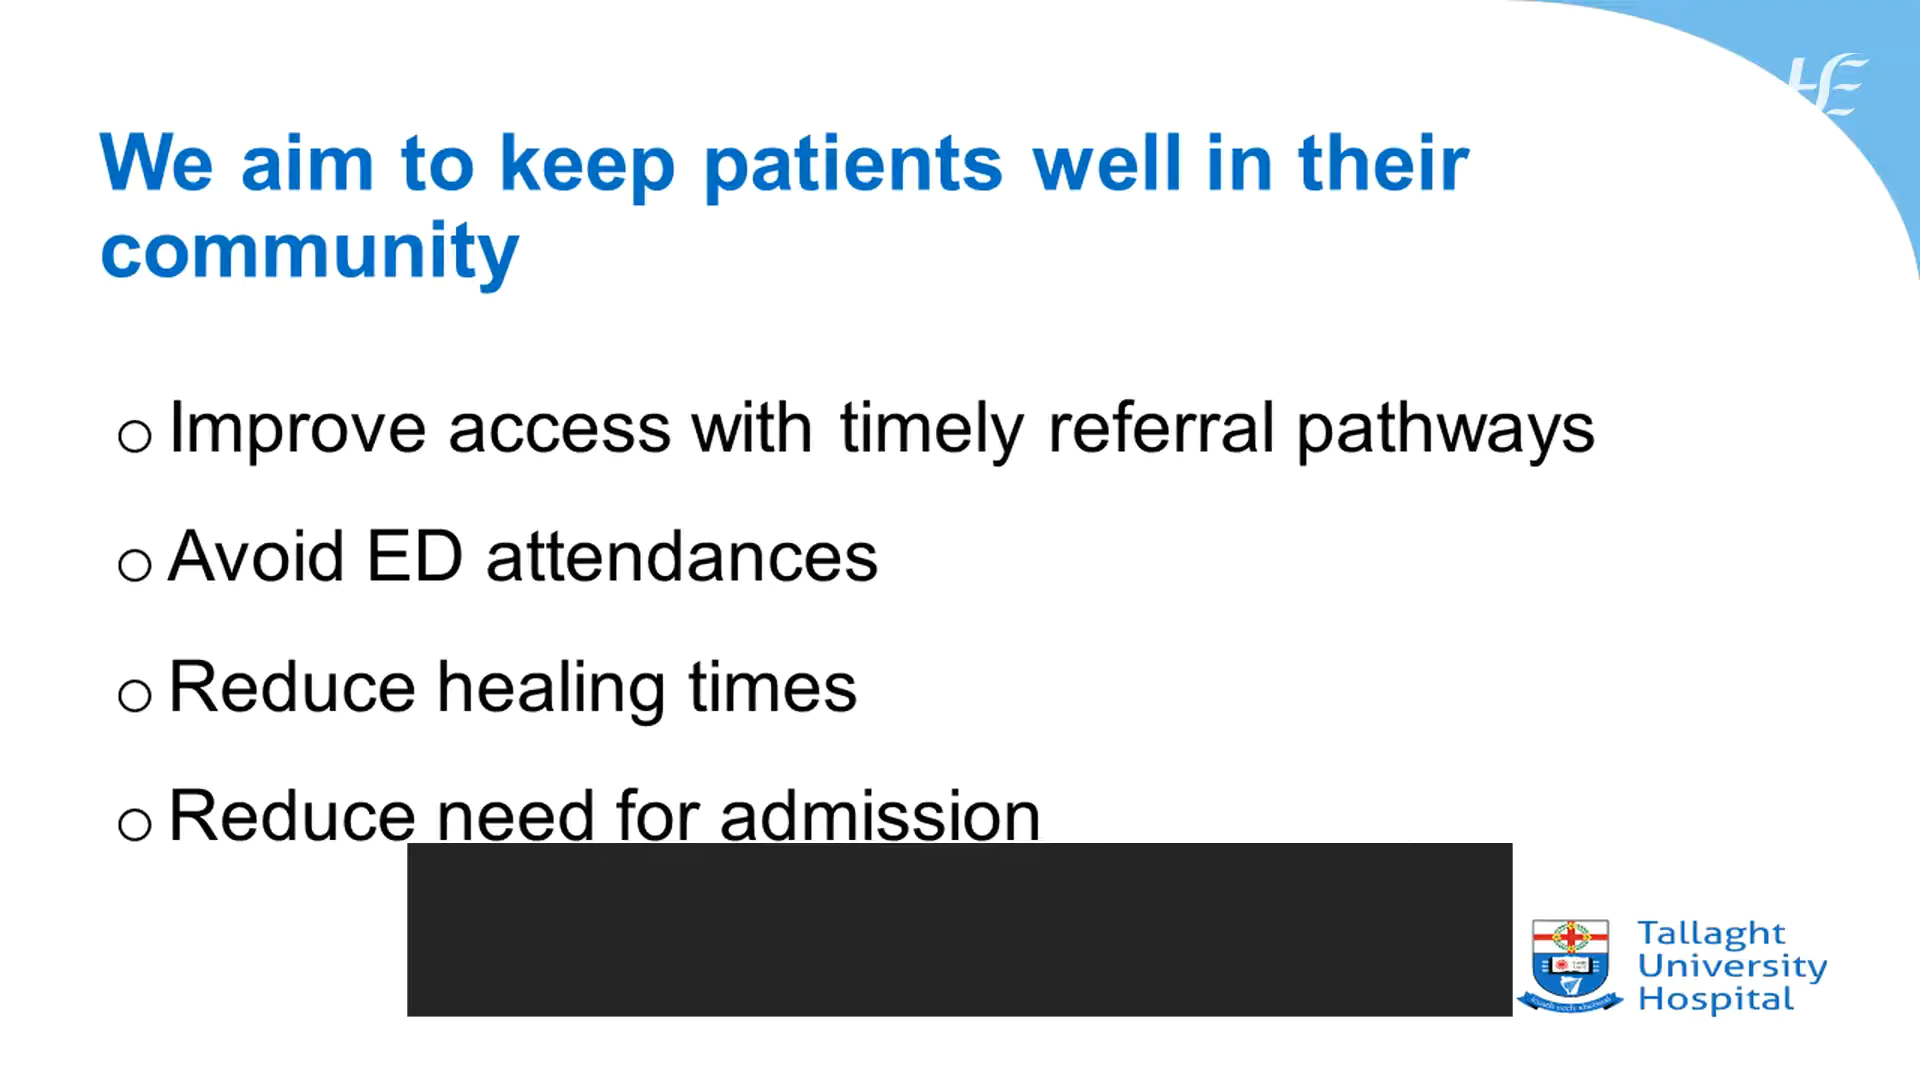 HE
We aim to keep patients well in their
community
o Improve access with timely referral pathways
o Avoid ED attendances
o Reduce healing times
o Reduce need for admission
Tallaght
University
Hospital